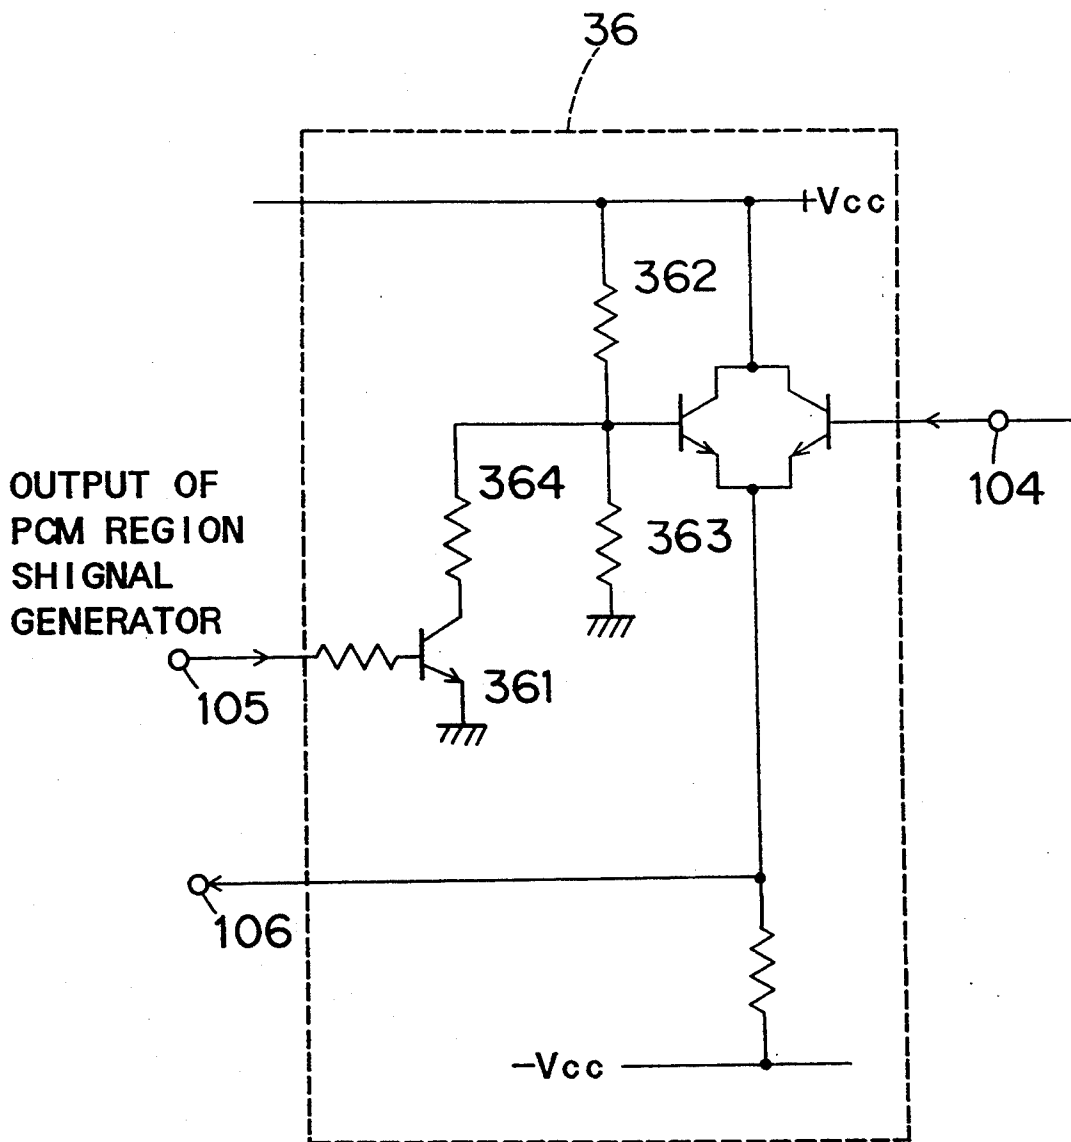 36
+Vcc
362
364
363
104
OUTPUT OF
PCM REGION
SHIGNAL
GENERATOR
361
105
106
-Vcc